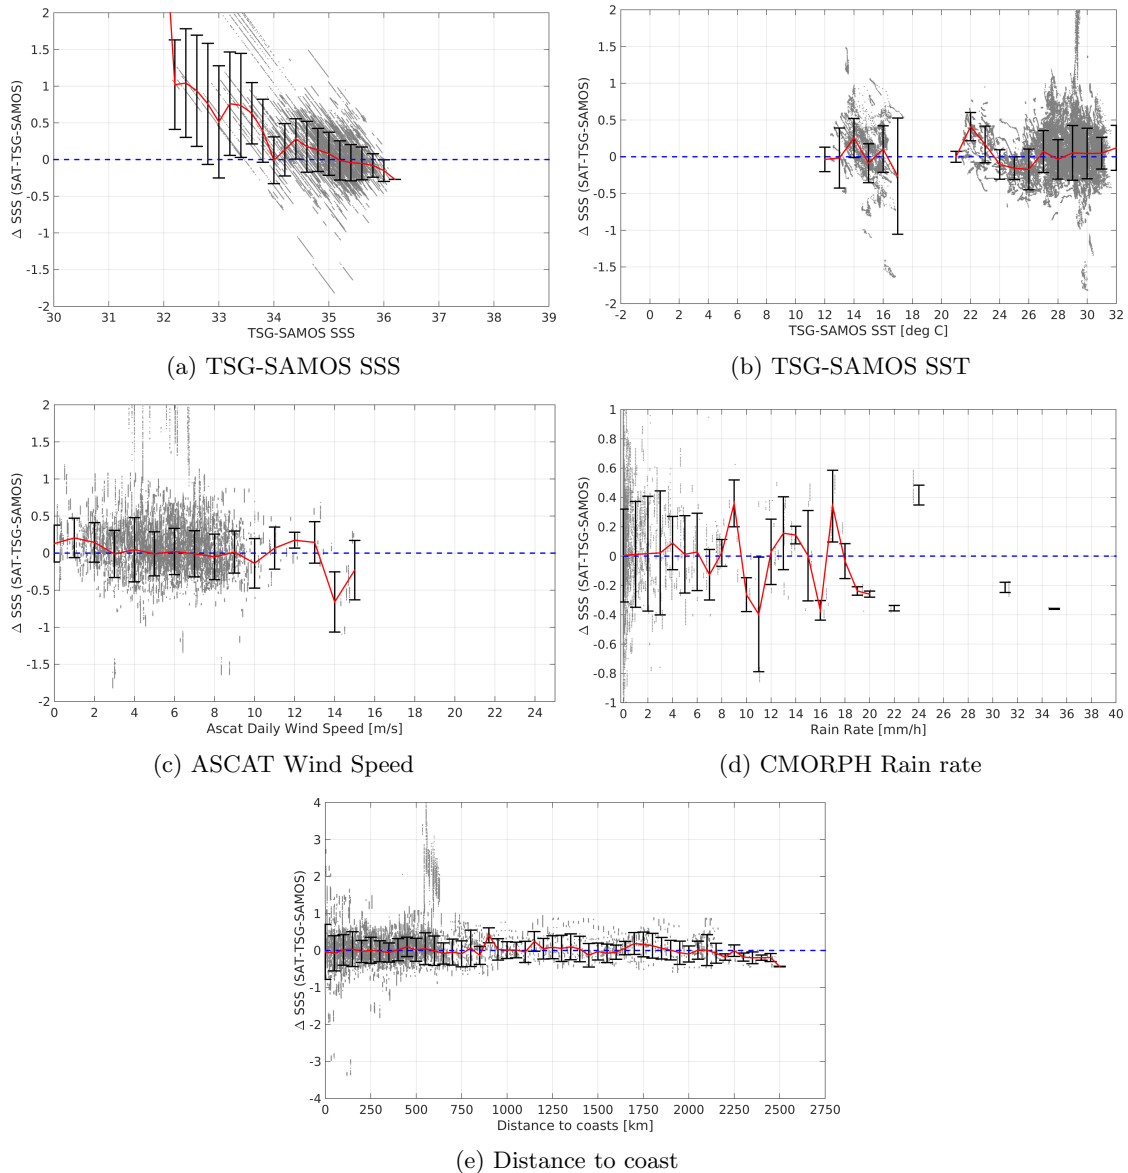 2
1.5
1
0.5
0
-0.5
-1
-1.5
-2
Δ SSS (SAT-TSG-SAMOS)
30 31 32 33 34 35 36 37 38 39
TSG-SAMOS SSS
(a) TSG-SAMOS SSS
2
1.5
1
0.5
0
-0.5
-1
-1.5
-2
Δ SSS (SAT-TSG-SAMOS)
-2 0 2 4 6 8 10 12 14 16 18 20 22 24 26 28 30 32
TSG-SAMOS SST [deg C]
(b) TSG-SAMOS SST
2
1.5
1
0.5
0
-0.5
-1
-1.5
-2
Δ SSS (SAT-TSG-SAMOS)
0 2 4 6 8 10 12 14 16 18 20 22 24
Ascat Daily Wind Speed [m/s]
(c) ASCAT Wind Speed
1
0.8
0.6
0.4
0.2
0
-0.2
-0.4
-0.6
-0.8
-1
Δ SSS (SAT-TSG-SAMOS)
0 2 4 6 8 10 12 14 16 18 20 22 24 26 28 30 32 34 36 38 40
Rain Rate [mm/h]
(d) CMORPH Rain rate
4
3
2
1
0
-1
-2
-3
-4
Δ SSS (SAT-TSG-SAMOS)
0 250 500 750 1000 1250 1500 1750 2000 2250 2500 2750
Distance to coasts [km]
(e) Distance to coast